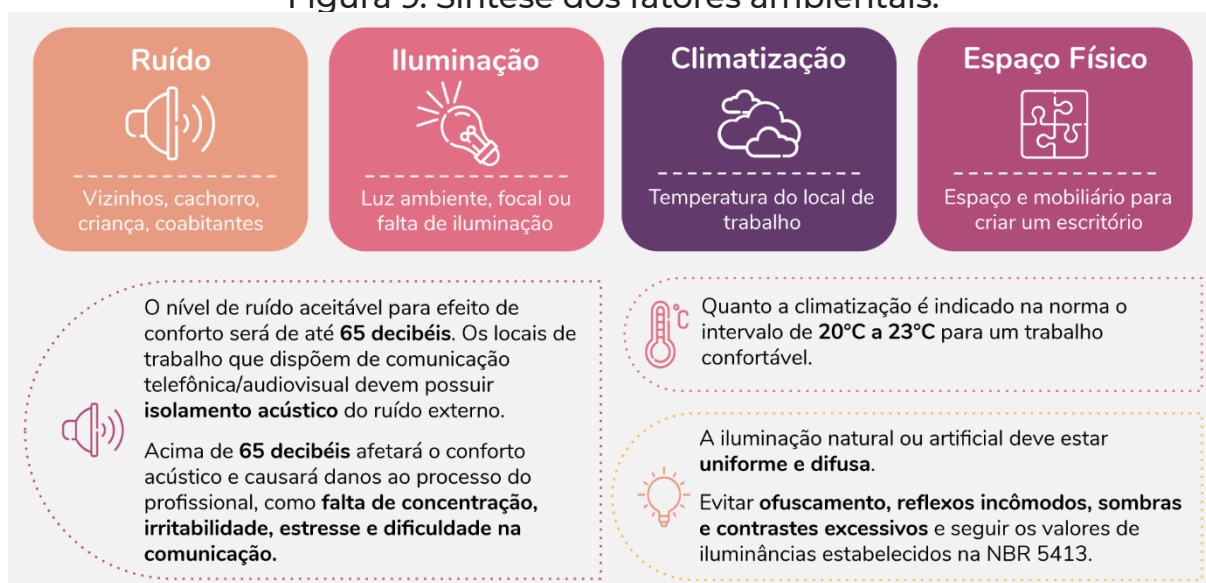 Figura 9. Síntese dos fatores ambientais.
Ruído
Vizinhos, cachorro,
criança, coabitantes
Iluminação
Luz ambiente, focal ou
falta de iluminação
Climatização
Temperatura do local de
trabalho
Espaço Físico
Espaço e mobiliário para
criar um escritório
O nível de ruído aceitável para efeito de
conforto será de até 65 decibéis. Os locais de
trabalho que dispõem de comunicação
telefônica/audiovisual devem possuir
isolamento acústico do ruído externo.
Acima de 65 decibéis afetará o conforto
acústico e causará danos ao processo do
profissional, como falta de concentração,
irritabilidade, estresse e dificuldade na
comunicação.
°C
Quanto a climatização é indicado na norma o
intervalo de 20°C a 23°C para um trabalho
confortável.
A iluminação natural ou artificial deve estar
uniforme e difusa.
Evitar ofuscamento, reflexos incômodos, sombras
e contrastes excessivos e seguir os valores de
iluminâncias estabelecidos na NBR 5413.